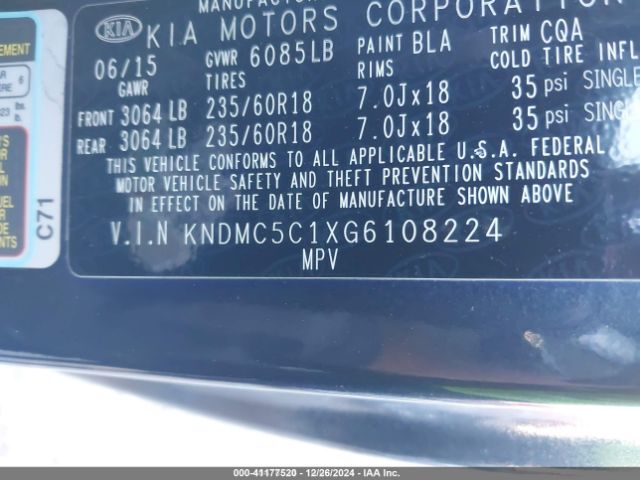 MANUFACTUR
KIA KIA MOTORS CORPORATION
06/15 GVWR 6085LB PAINT BLA TRIM CQA
GAWR TIRES RIMS COLD TIRE INFL
FRONT 3064 LB 235/60R18 7.0Jx18 35 psi SINGLE
REAR 3064 LB 235/60R18 7.0Jx18 35 psi SINGL
THIS VEHICLE CONFORMS TO ALL APPLICABLE U.S.A. FEDERAL
MOTOR VEHICLE SAFETY AND THEFT PREVENTION STANDARDS
IN EFFECT ON THE DATE OF MANUFACTURE SHOWN ABOVE
V.I.N KNDMC5C1XG6108224
MPV
C71
000-41177520 - 12/26/2024 - IAA Inc.